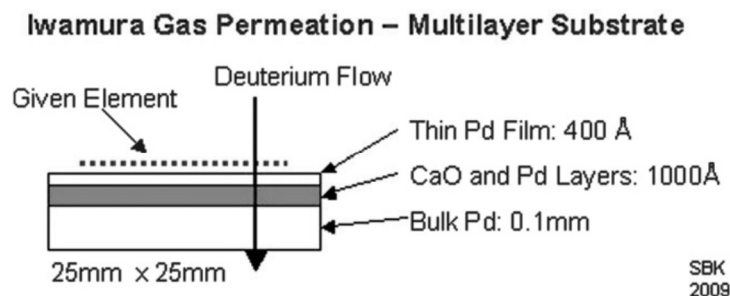 Iwamura Gas Permeation – Multilayer Substrate
Deuterium Flow
Given Element
Thin Pd Film: 400 Å
CaO and Pd Layers: 1000Å
Bulk Pd: 0.1mm
25mm x 25mm
SBK
2009